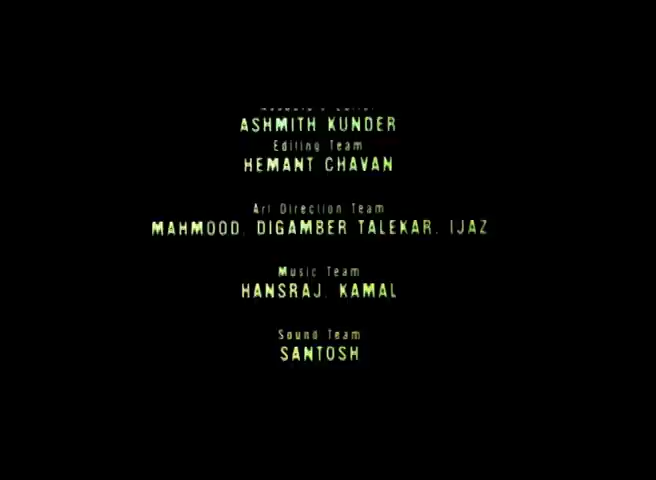 ASHMITH KUNDER
Editing Team
HEMANT CHAVAN
Art Direction Team
MAHMOOD, DIGAMBER TALEKAR, IJAZ
Music Team
HANSRAJ, KAMAL
Sound Team
SANTOSH